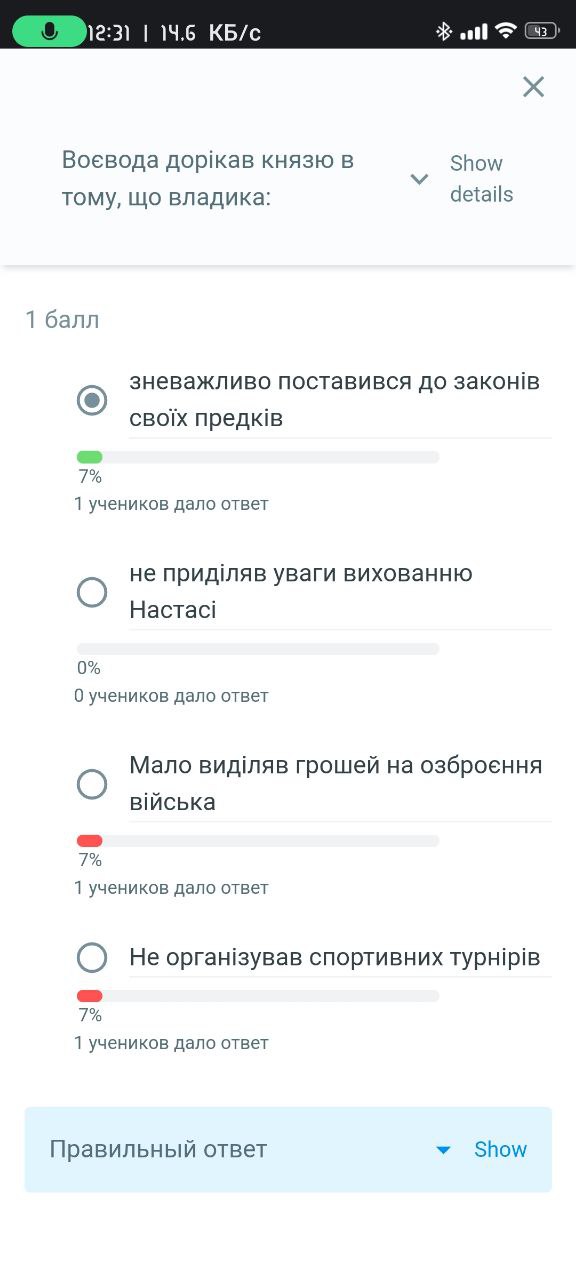 12:31 | 14.6 КБ/с
43
Воєвода дорікав князю в
тому, що владика:
Show
details
1 балл
зневажливо поставився до законів
своїх предків
7%
1 учеников дало ответ
не приділяв уваги вихованню
Настасі
0%
0 учеников дало ответ
Мало виділяв грошей на озброєння
війська
7%
1 учеников дало ответ
Не організував спортивних турнірів
7%
1 учеников дало ответ
Правильный ответ
Show